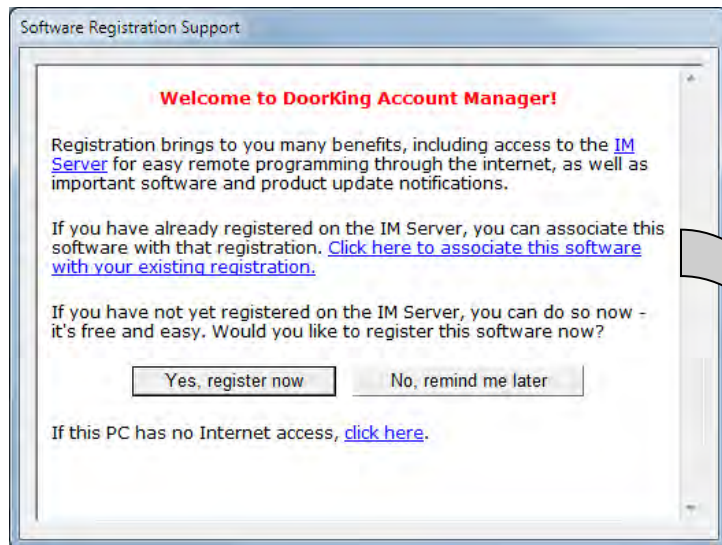 Software Registration Support
Welcome to DoorKing Account Manager!
Registration brings to you many benefits, including access to the IM
Server for easy remote programming through the internet, as well as
important software and product update notifications.
If you have already registered on the IM Server, you can associate this
software with that registration. Click here to associate this software
with your existing registration.
If you have not yet registered on the IM Server, you can do so now -
it's free and easy. Would you like to register this software now?
Yes, register now No, remind me later
If this PC has no Internet access, click here.